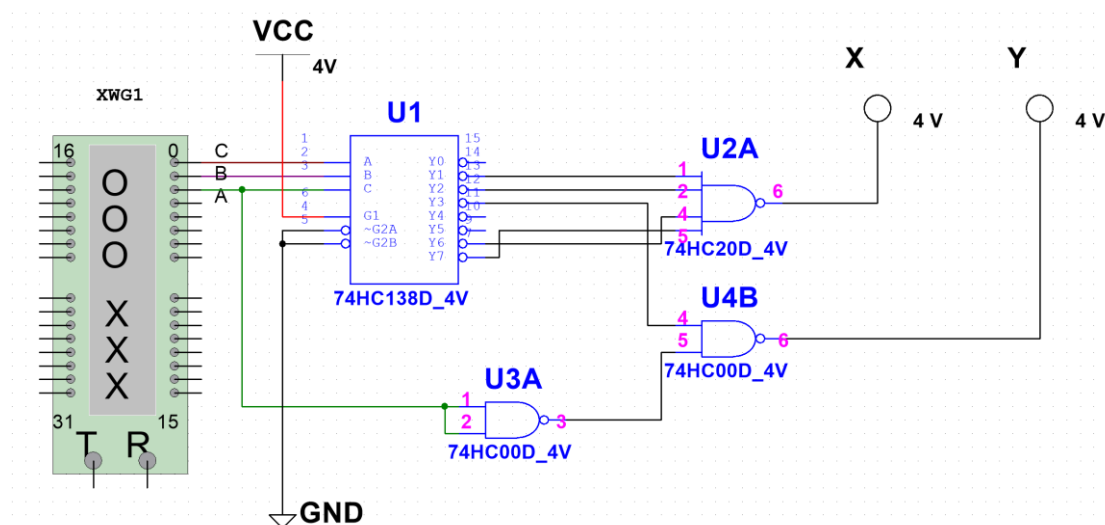 VCC
4V
X
Y
XWG1
4 V
4 V
U1
U2A
16
0
C
B
A
O
O
O
X
X
X
31
15
T
R
1
2
3
6
4
5
A
B
C
G1
~G2A
~G2B
Y0
Y1
Y2
Y3
Y4
Y5
Y6
Y7
15
14
13
12
11
10
9
7
74HC138D_4V
1
2
4
5
6
74HC20D_4V
U4B
4
5
6
74HC00D_4V
U3A
1
2
3
74HC00D_4V
GND